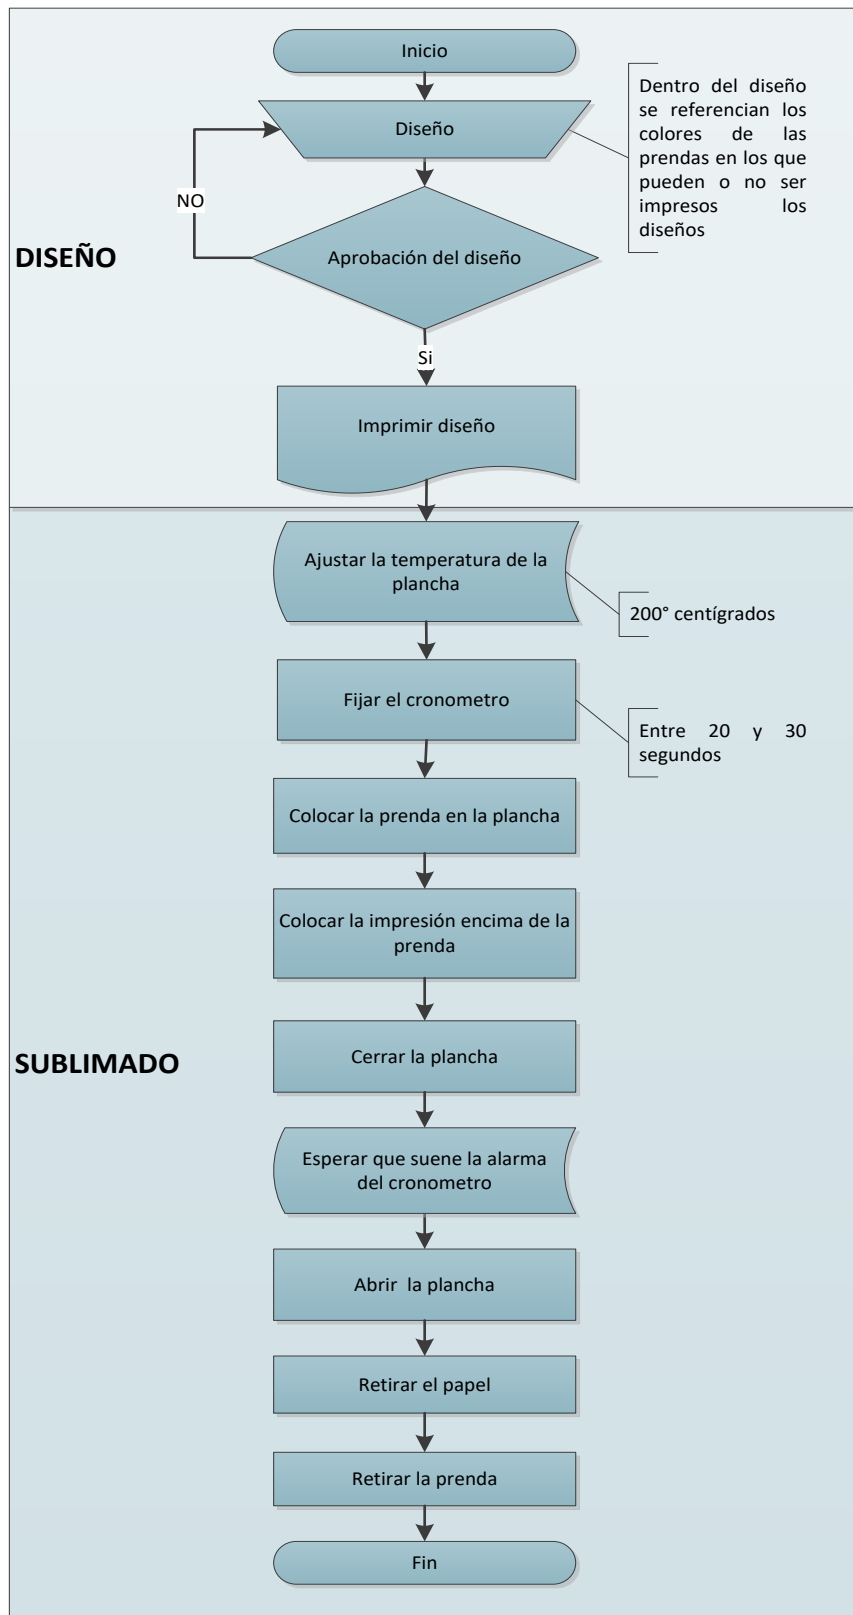 Inicio
Diseño
Dentro del diseño
se referencian los
colores de las
prendas en los que
pueden o no ser
impresos los
diseños
NO
DISEÑO
Aprobación del diseño
Si
Imprimir diseño
Ajustar la temperatura de la
plancha
200° centígrados
Fijar el cronometro
Entre 20 y 30
segundos
Colocar la prenda en la plancha
Colocar la impresión encima de la
prenda
SUBLIMADO
Cerrar la plancha
Esperar que suene la alarma
del cronometro
Abrir la plancha
Retirar el papel
Retirar la prenda
Fin